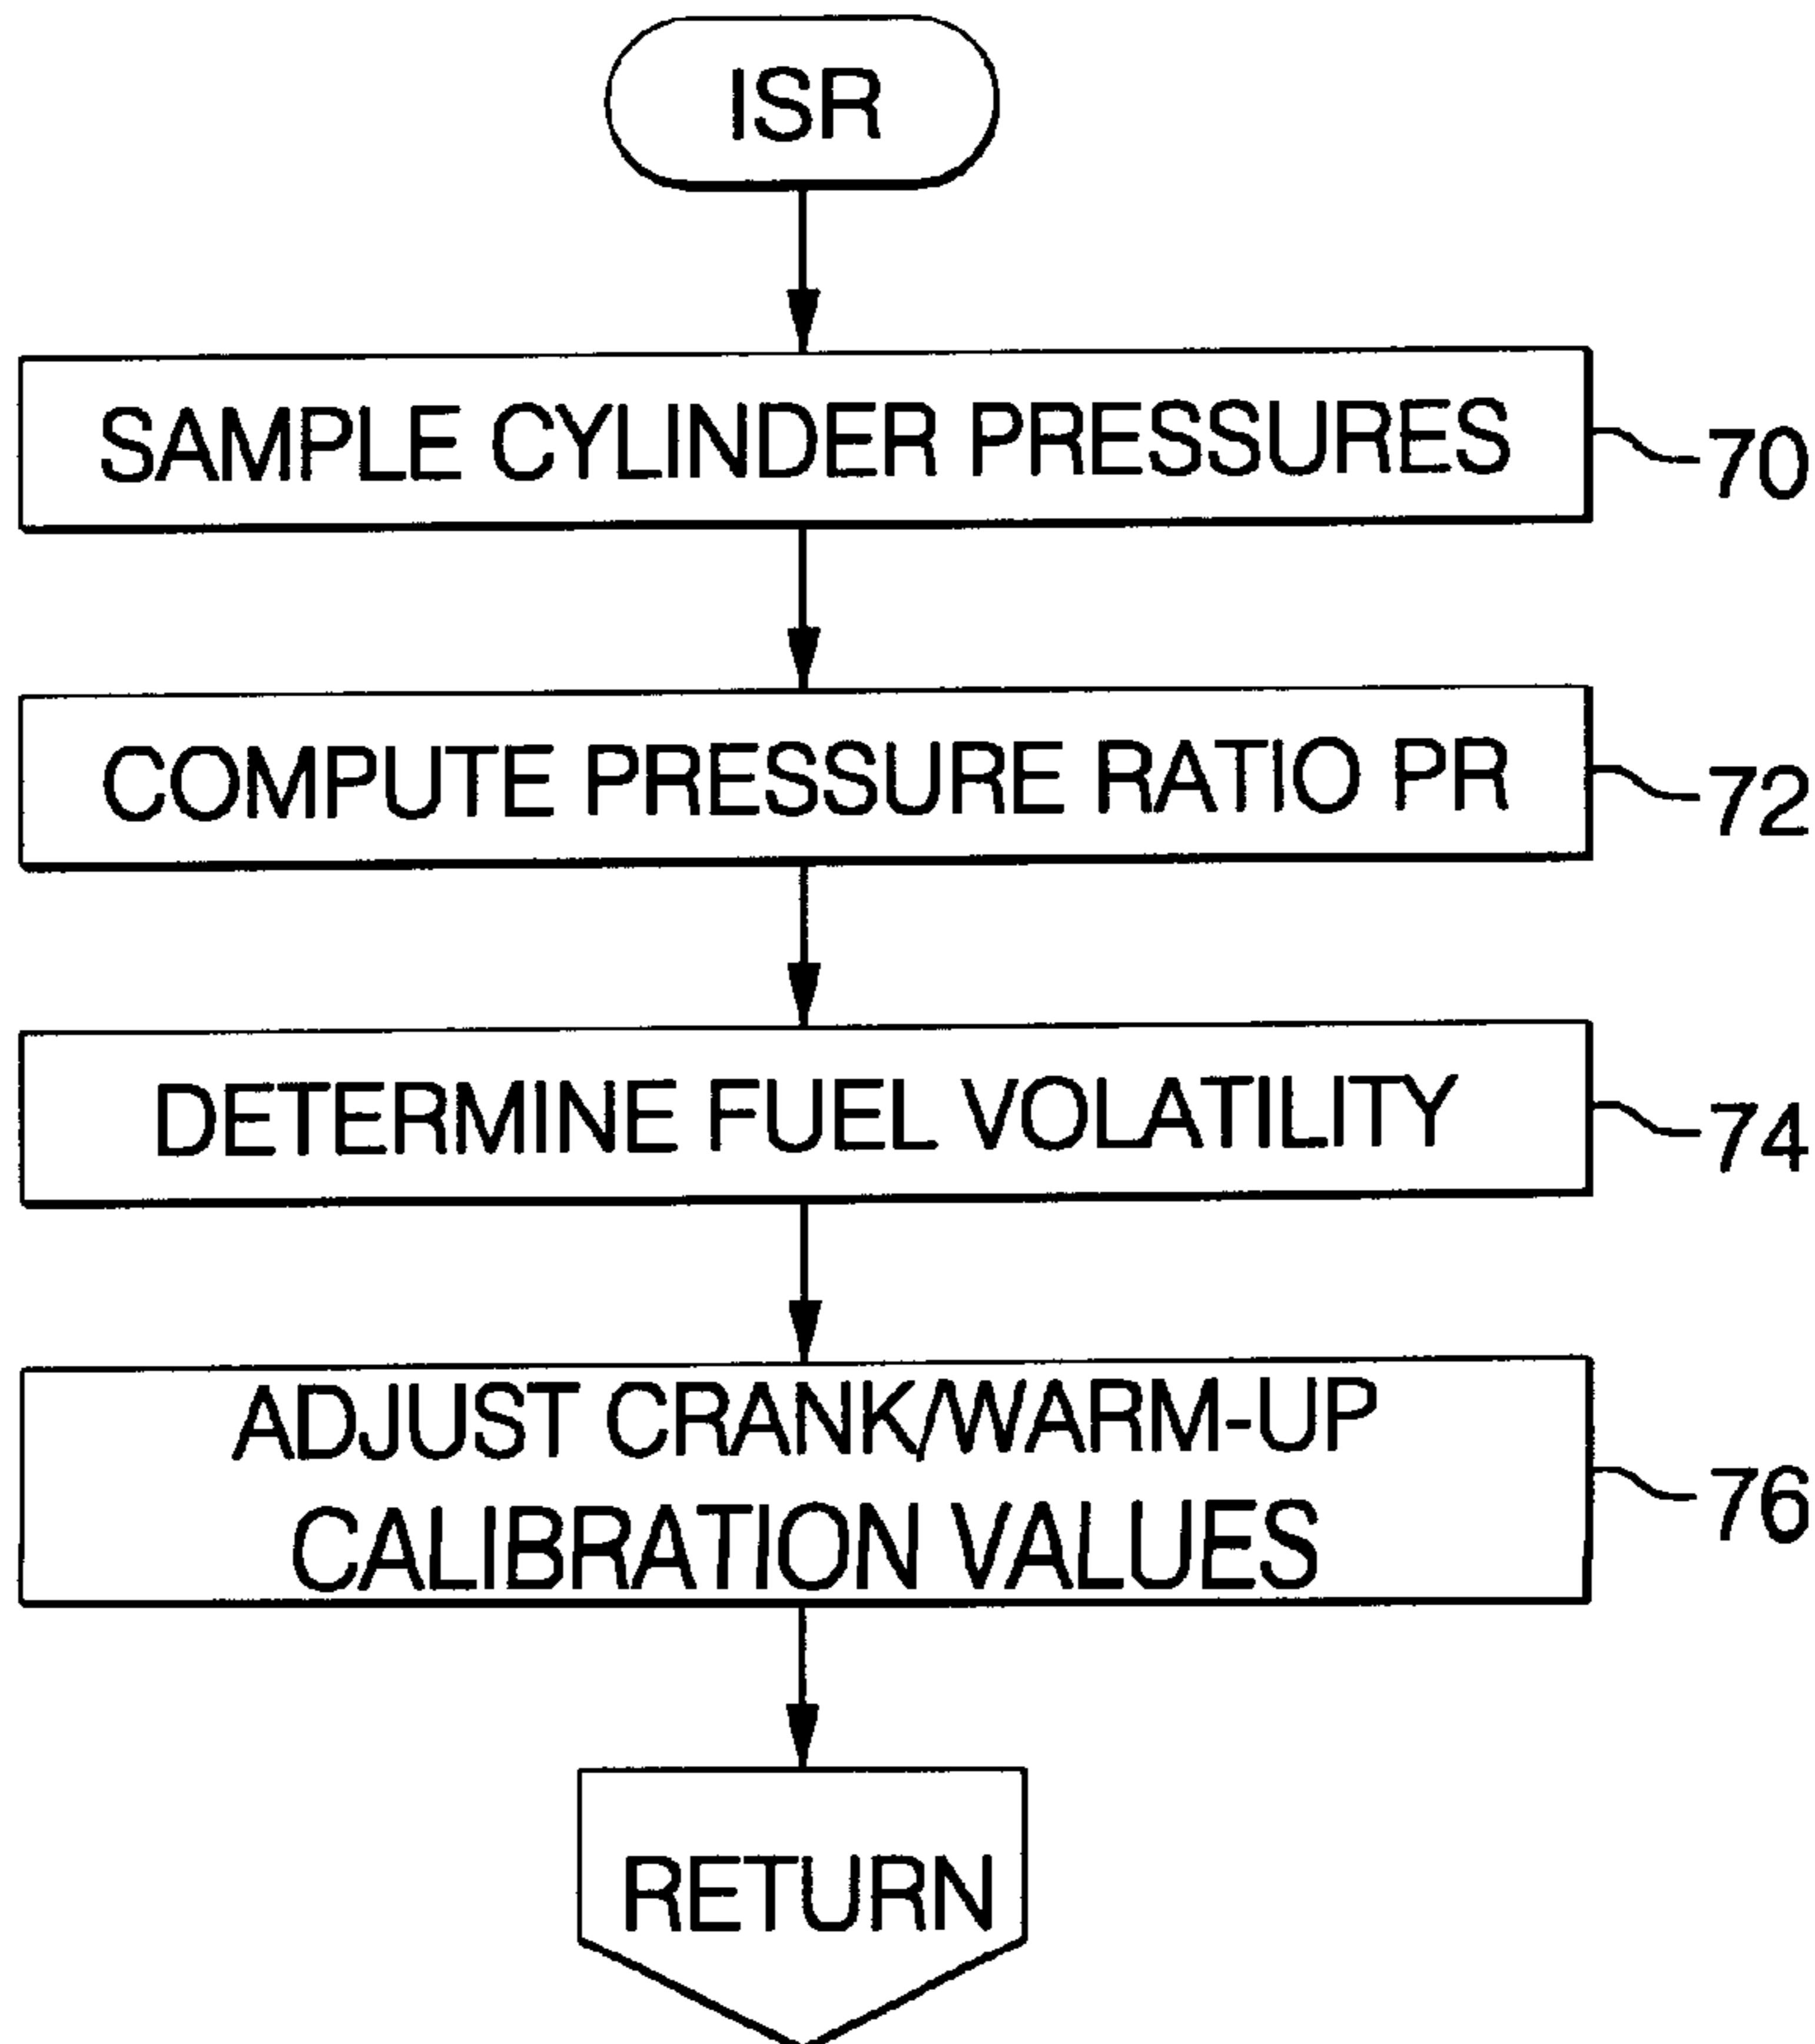 ISR
SAMPLE CYLINDER PRESSURES
70
COMPUTE PRESSURE RATIO PR
72
DETERMINE FUEL VOLATILITY
74
ADJUST CRANK/WARM-UP
CALIBRATION VALUES
76
RETURN